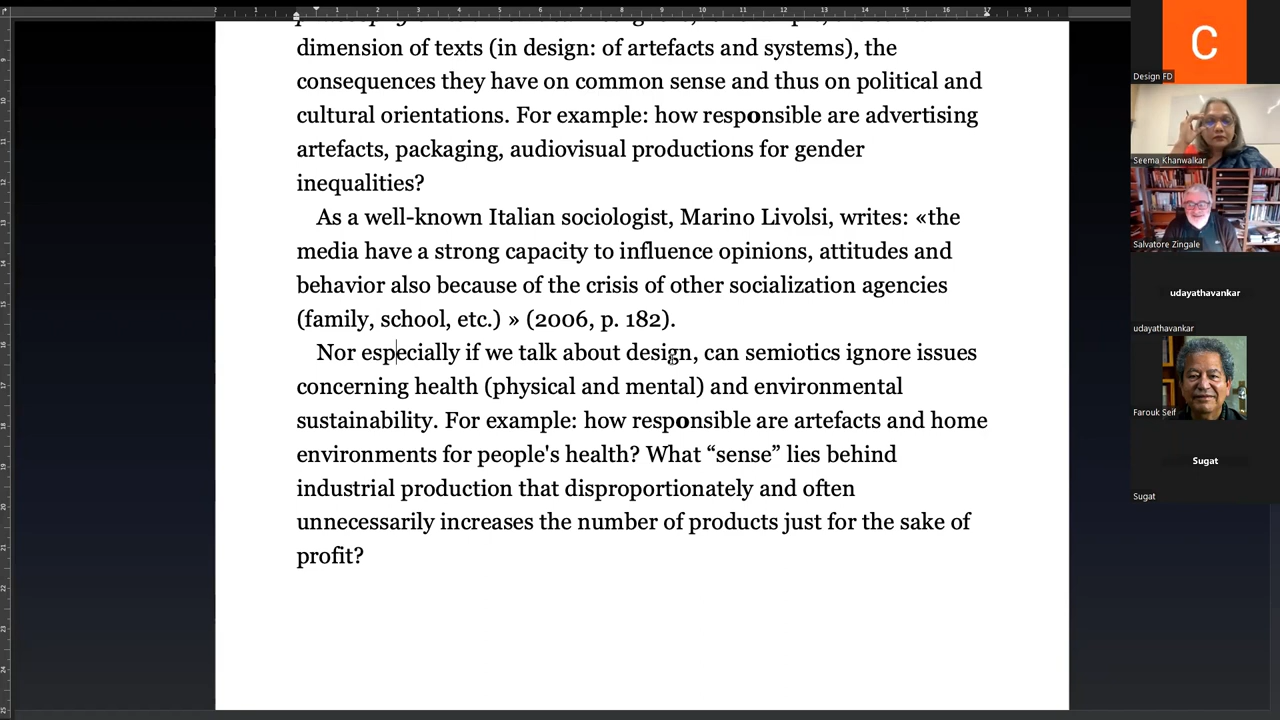 dimension of texts (in design: of artefacts and systems), the
consequences they have on common sense and thus on political and
cultural orientations. For example: how responsible are advertising
artefacts, packaging, audiovisual productions for gender
inequalities?
As a well-known Italian sociologist, Marino Livolsi, writes: «the
media have a strong capacity to influence opinions, attitudes and
behavior also because of the crisis of other socialization agencies
(family, school, etc.) » (2006, p. 182).
Nor especially if we talk about design, can semiotics ignore issues
concerning health (physical and mental) and environmental
sustainability. For example: how responsible are artefacts and home
environments for people's health? What “sense” lies behind
industrial production that disproportionately and often
unnecessarily increases the number of products just for the sake of
profit?
C
Design FD
Seema Khanwalkar
Salvatore Zingale
udayathavankar
udayathavankar
Farouk Seif
Sugat
Sugat